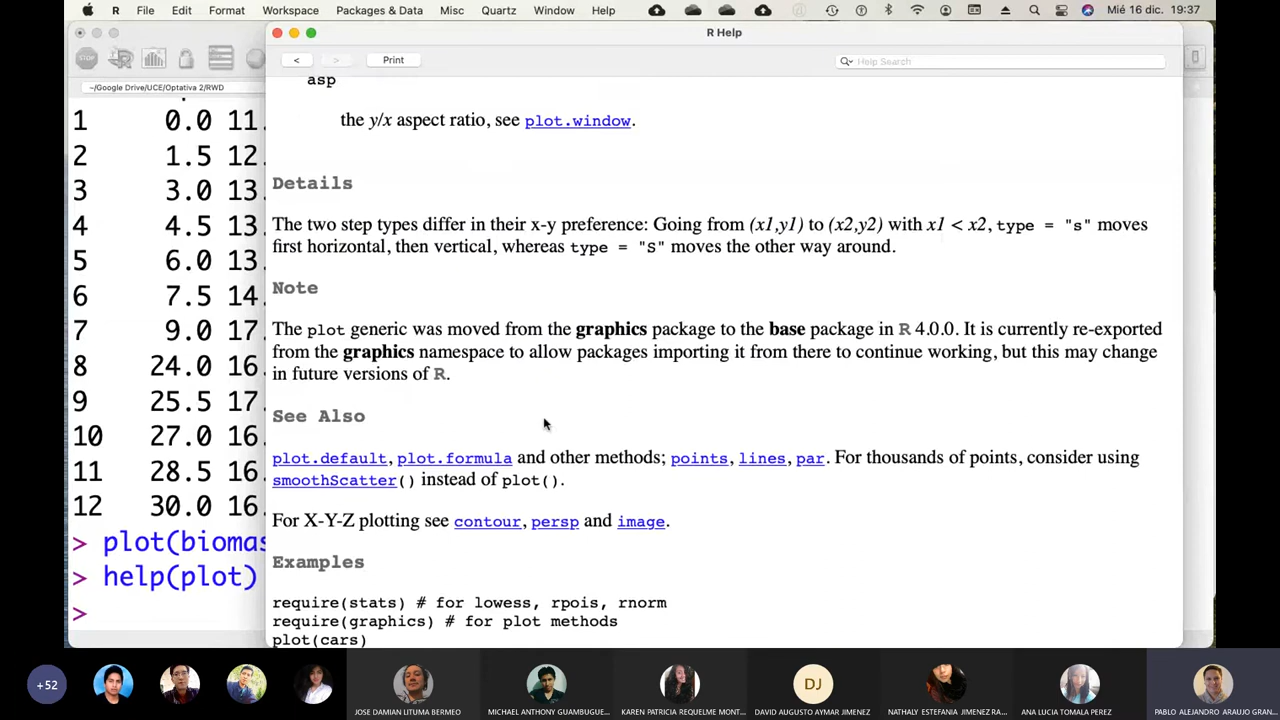 R File Edit Format Workspace Packages & Data Misc Quartz Window Help Mié 16 dic. 19:37
R Help
STOP
< > Print Help Search
~/Google Drive/UCE/Optativa 2/RWD
asp
the y/x aspect ratio, see plot.window.
Details
The two step types differ in their x-y preference: Going from (x1,y1) to (x2,y2) with x1 < x2, type = "s" moves
first horizontal, then vertical, whereas type = "S" moves the other way around.
Note
The plot generic was moved from the graphics package to the base package in R 4.0.0. It is currently re-exported
from the graphics namespace to allow packages importing it from there to continue working, but this may change
in future versions of R.
See Also
plot.default, plot.formula and other methods; points, lines, par. For thousands of points, consider using
smoothScatter() instead of plot().
For X-Y-Z plotting see contour, persp and image.
Examples
require(stats) # for lowess, rpois, rnorm
require(graphics) # for plot methods
plot(cars)
1 0.0 11.
2 1.5 12.
3 3.0 13.
4 4.5 13.
5 6.0 13.
6 7.5 14.
7 9.0 17.
8 24.0 16.
9 25.5 17.
10 27.0 16.
11 28.5 16.
12 30.0 16.
> plot(biomas
> help(plot)
>
+52
DJ
JOSE DAMIAN LITUMA BERMEO
MICHAEL ANTHONY GUAMBUGUE...
KAREN PATRICIA REQUELME MONT...
DAVID AUGUSTO AYMAR JIMENEZ
NATHALY ESTEFANIA JIMENEZ RA...
ANA LUCIA TOMALA PEREZ
PABLO ALEJANDRO ARAUJO GRAN...